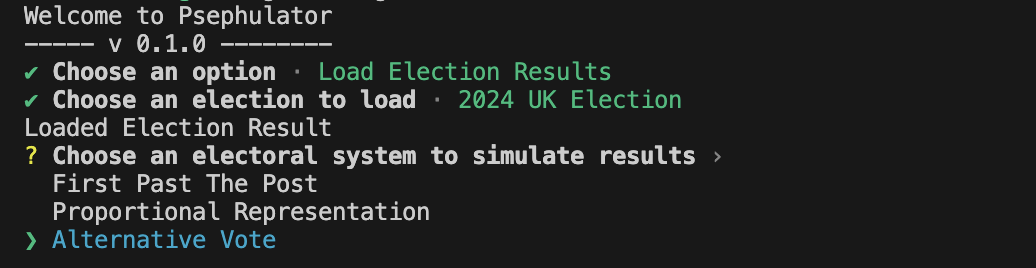 Welcome to Psephulator
----- v 0.1.0 --------
✔ Choose an option · Load Election Results
✔ Choose an election to load · 2024 UK Election
Loaded Election Result
? Choose an electoral system to simulate results ›
First Past The Post
Proportional Representation
❯ Alternative Vote